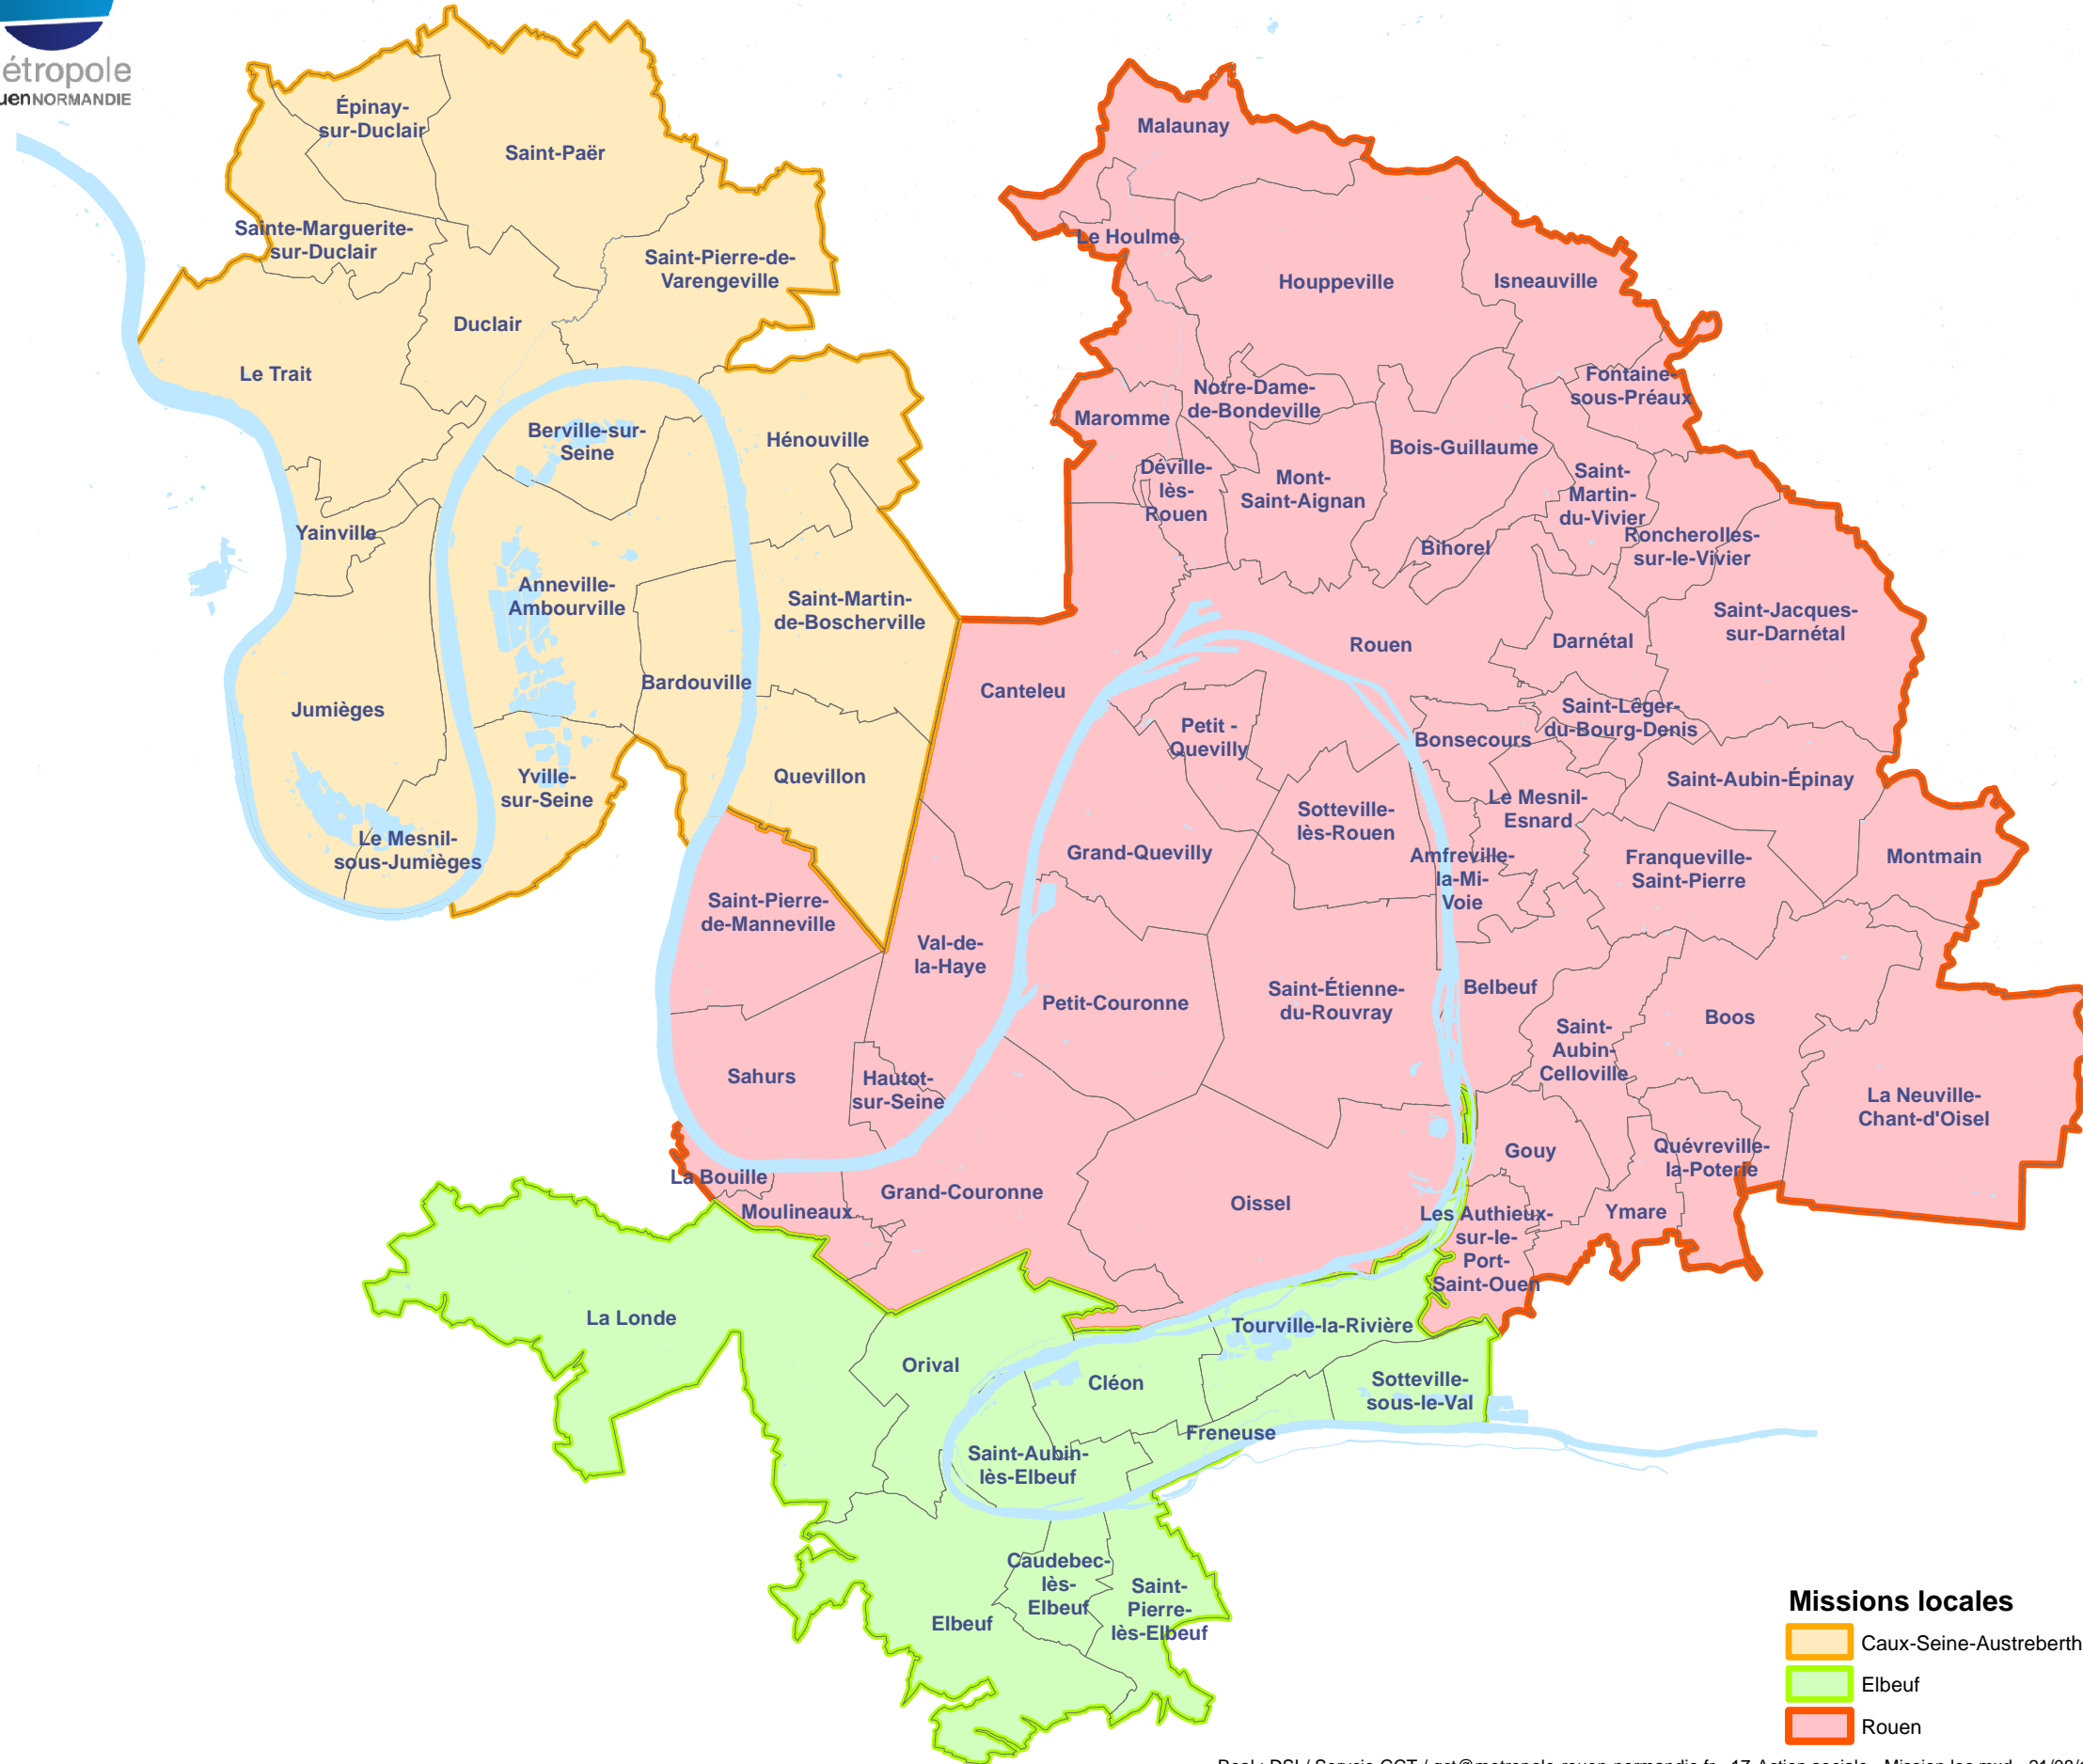 étropole
uenNORMANDIE
Épinay-
sur-Duclair
Saint-Paër
Malaunay
Sainte-Marguerite-
sur-Duclair
Le Houlme
Saint-Pierre-de-
Varengeville
Houppeville
Isneauville
Duclair
Le Trait
Notre-Dame-
de-Bondeville
Fontaine-
sous-Préaux
Maromme
Berville-sur-
Seine
Hénouville
Bois-Guillaume
Déville-
lès-
Rouen
Mont-
Saint-Aignan
Saint-
Martin-
du-Vivier
Yainville
Bihorel
Roncherolles-
sur-le-Vivier
Anneville-
Ambourville
Saint-Martin-
de-Boscherville
Saint-Jacques-
sur-Darnétal
Rouen
Darnétal
Bardouville
Canteleu
Jumièges
Petit -
Quevilly
Saint-Léger-
du-Bourg-Denis
Bonsecours
Quevillon
Yville-
sur-Seine
Saint-Aubin-Épinay
Le Mesnil-
Esnard
Sotteville-
lès-Rouen
Le Mesnil-
sous-Jumièges
Grand-Quevilly
Amfreville-
la-Mi-
Voie
Franqueville-
Saint-Pierre
Montmain
Saint-Pierre-
de-Manneville
Val-de-
la-Haye
Petit-Couronne
Saint-Étienne-
du-Rouvray
Belbeuf
Boos
Saint-
Aubin-
Celloville
Sahurs
Hautot-
sur-Seine
La Neuville-
Chant-d'Oisel
Gouy
Quévreville-
la-Poterie
La Bouille
Grand-Couronne
Moulineaux
Oissel
Les Authieux-
sur-le-
Port-
Saint-Ouen
Ymare
La Londe
Tourville-la-Rivière
Orival
Cléon
Sotteville-
sous-le-Val
Freneuse
Saint-Aubin-
lès-Elbeuf
Caudebec-
lès-
Elbeuf
Saint-
Pierre-
lès-Elbeuf
Elbeuf
Missions locales
Caux-Seine-Austreberth
Elbeuf
Rouen